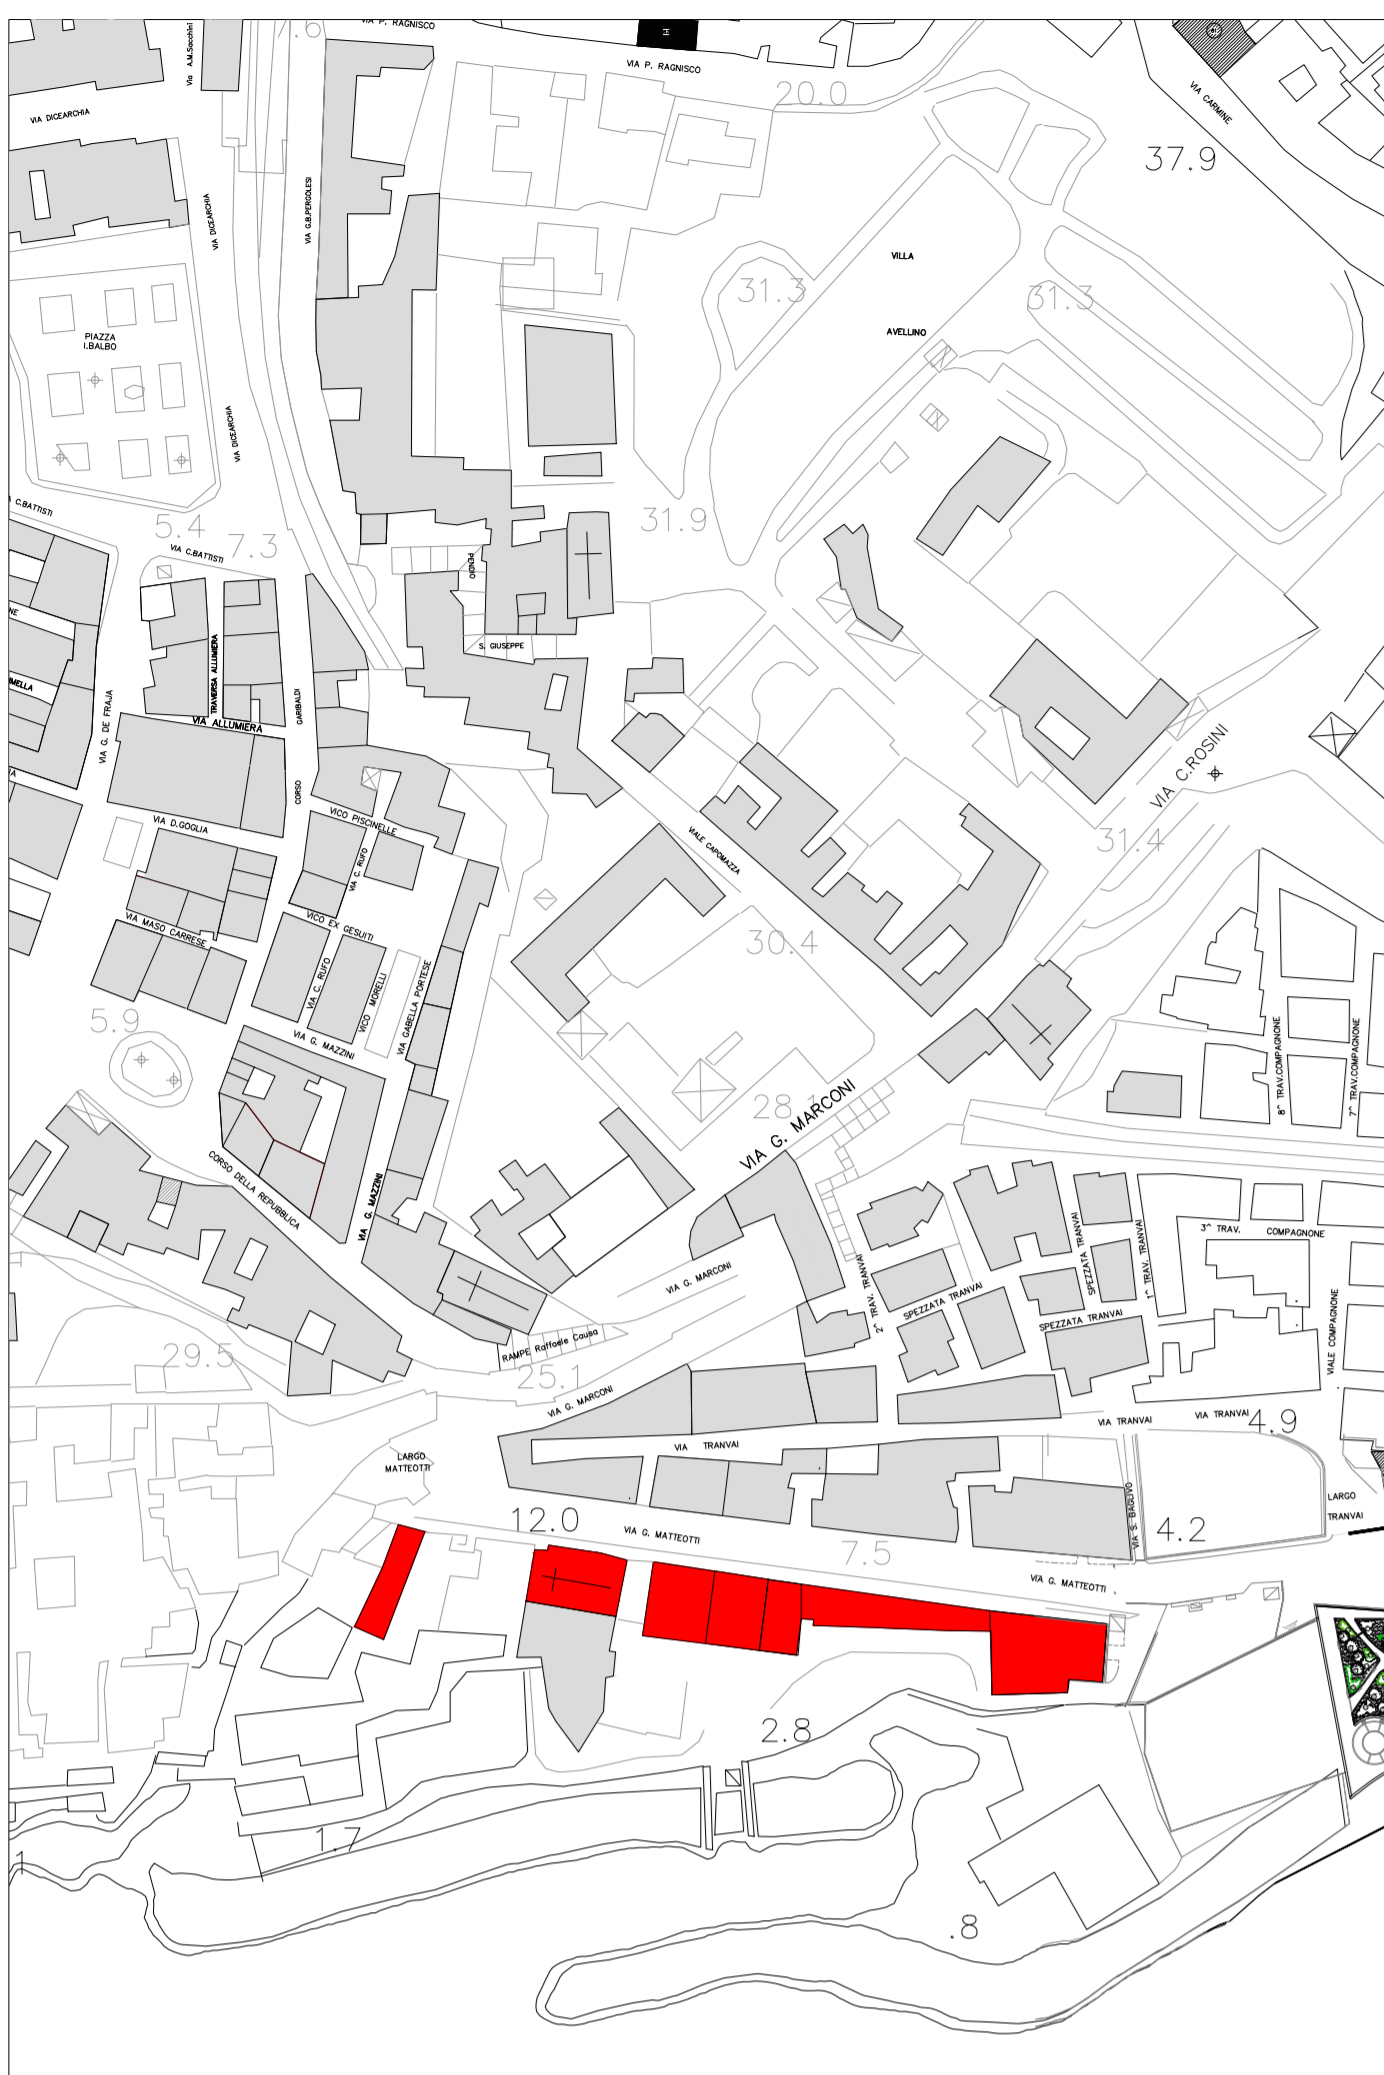 7.6
VIA P. RAGNISCO
VIA P. RAGNISCO
H
Via A.M.Sacchini
VIA CARMINE
20.0
37.9
VIA DICEARCHIA
VIA DICEARCHIA
VIA G.B.PERGOLESI
VILLA
31.3
31.3
AVELLINO
PIAZZA
I.BALBO
VIA DICEARCHIA
C.BATTISTI
5.4
7.3
31.9
VIA C.BATTISTI
PENDIO
S. GIUSEPPE
TRAVERSA ALLUMIERA
VIA ALLUMIERA
GARIBALDI
VIA G. DE FRAJA
CORSO
VIA C.ROSINI
31.4
VICO PISCINELLE
VIA D.GOGLIA
VIALE CAPOMAZZA
VIA C. RUFO
VIA MASO CARRESE
VICO EX GESUITI
30.4
VIA C. RUFO
VICO MORELLI
VIA GABELLA PORTESE
5.9
VIA G. MAZZINI
8^ TRAV.COMPAGNONE
7^ TRAV.COMPAGNONE
VIA G. MARCONI
CORSO DELLA REPUBBLICA
VIA G. MAZZINI
SPEZZATA TRANVAI
1^ TRAV. TRANVAI
3^ TRAV.
COMPAGNONE
VIA G. MARCONI
2^ TRAV. TRANVAI
SPEZZATA TRANVAI
SPEZZATA TRANVAI
VIALE COMPAGNONE
RAMPE Raffaele Causa
29.5
25.1
VIA G. MARCONI
VIA TRANVAI
VIA TRANVAI
4.9
VIA TRANVAI
LARGO
MATTEOTTI
12.0
VIA G. MATTEOTTI
VIA S. BAGLIVO
LARGO
TRANVAI
4.2
7.5
VIA G. MATTEOTTI
2.8
1.7
.8